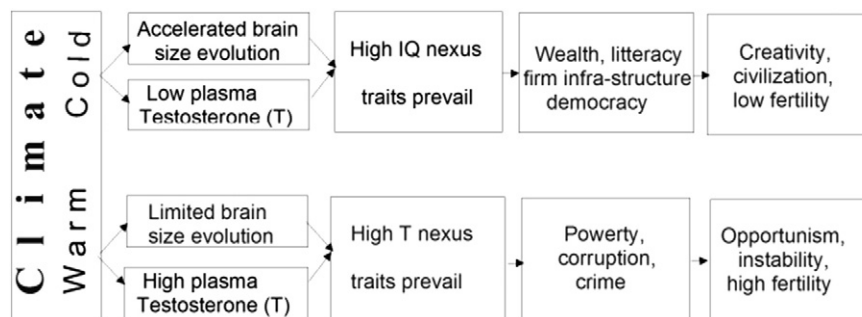 Climate
Cold
Accelerated brain
size evolution
Low plasma
Testosterone (T)
High IQ nexus
traits prevail
Wealth, litteracy
firm infra-structure
democracy
Creativity,
civilization,
low fertility
Warm
Limited brain
size evolution
High plasma
Testosterone (T)
High T nexus
traits prevail
Powerty,
corruption,
crime
Opportunism,
instability,
high fertility